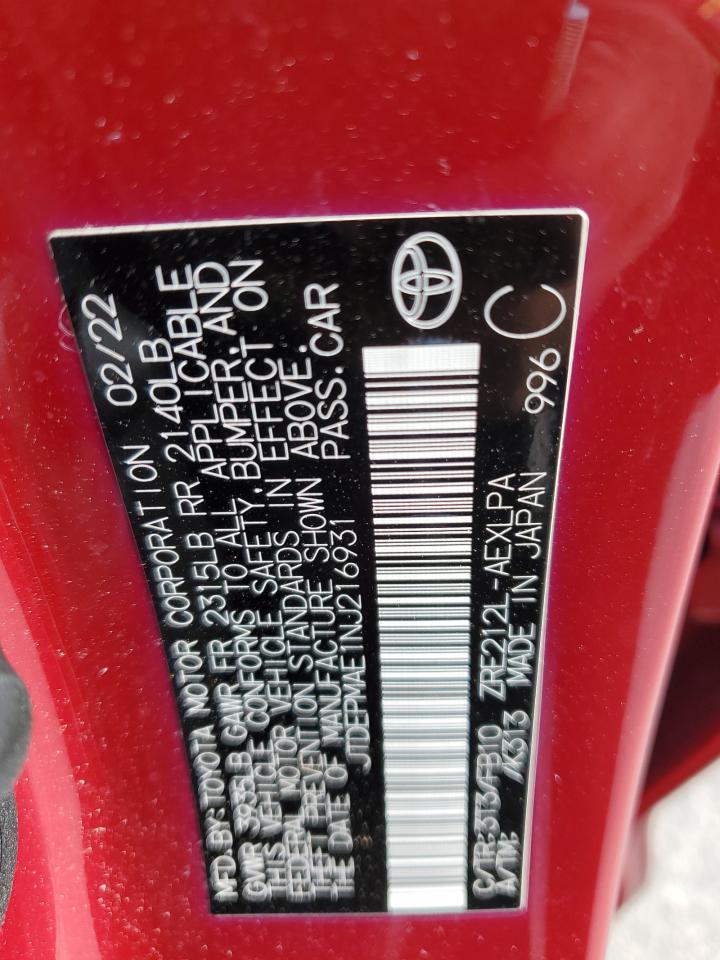 MFD. BY: TOYOTA MOTOR CORPORATION 02/22
GVWR 3935LB GAWR FR 2315LB RR 2140LB
THIS VEHICLE CONFORMS TO ALL APPLICABLE
FEDERAL MOTOR VEHICLE SAFETY, BUMPER, AND
THEFT PREVENTION STANDARDS IN EFFECT ON
THE DATE OF MANUFACTURE SHOWN ABOVE.
JTDEPMAE1NJ216931 PASS. CAR
C/TR: 3T3/FB10 ZRE212L-AEXLPA 996 C
A/TM: /K313 MADE IN JAPAN